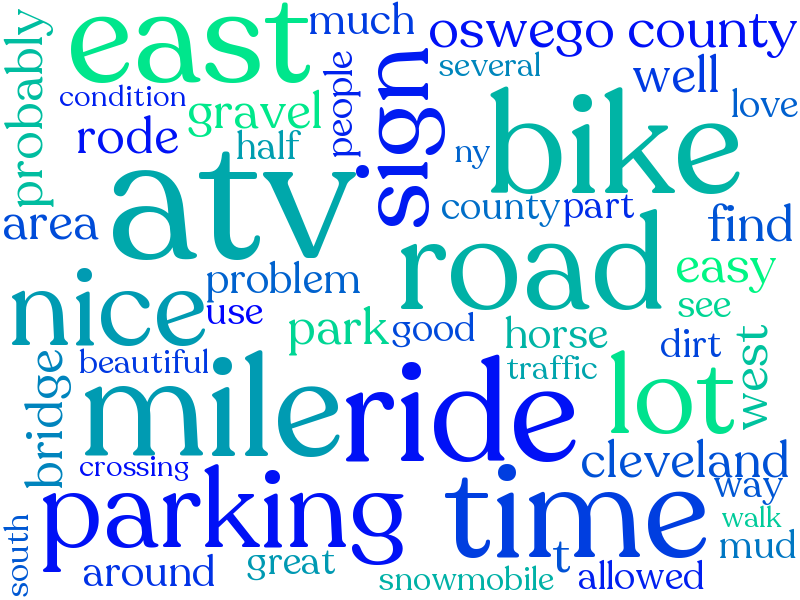 probably
east
much
oswego county
condition
gravel
people
sign
several
well
love
rode
half
atv
ny
bike
area
county
part
find
nice
problem
road
easy
use
see
park
good
horse
dirt
west
bridge
beautiful
mile
ride
traffic
lot
crossing
cleveland
parking
time
way
walk
south
around
great
t
mud
snowmobile
allowed